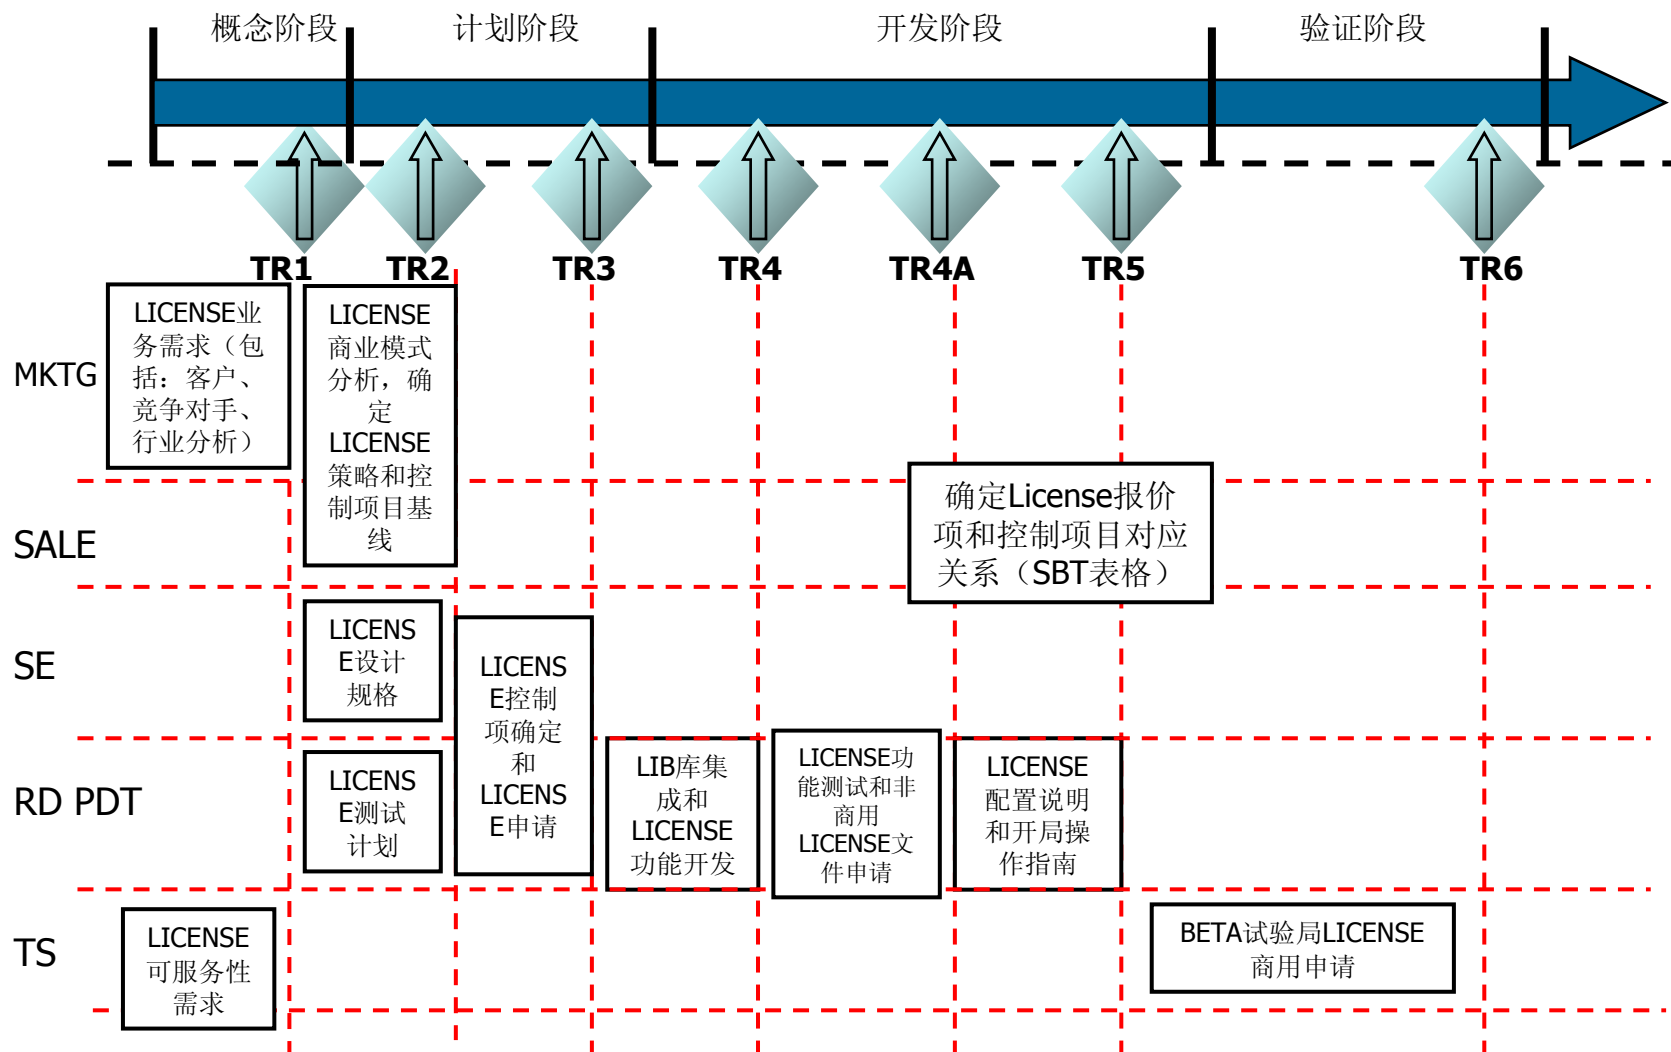 概念阶段
计划阶段
开发阶段
验证阶段
TR1
TR2
TR3
TR4
TR4A
TR5
TR6
MKTG
LICENSE业
务需求（包
括：客户、
竞争对手、
行业分析）
LICENSE
商业模式
分析，确
定
LICENSE
策略和控
制项目基
线
SALE
确定License报价
项和控制项目对应
关系（SBT表格）
SE
LICENS
E设计
规格
LICENS
E控制
项确定
和
LICENS
E申请
RD PDT
LICENS
E测试
计划
LIB库集
成和
LICENSE
功能开发
LICENSE功
能测试和非
商用
LICENSE文
件申请
LICENSE
配置说明
和开局操
作指南
TS
LICENSE
可服务性
需求
BETA试验局LICENSE
商用申请